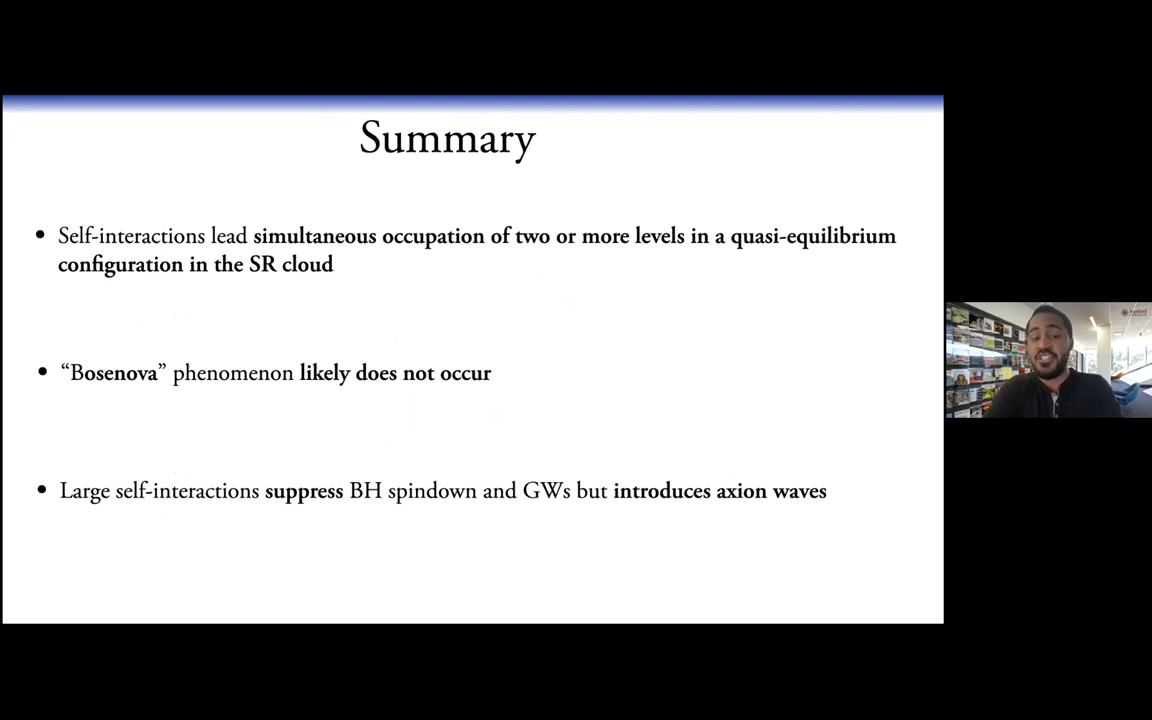 Summary
• Self-interactions lead simultaneous occupation of two or more levels in a quasi-equilibrium
configuration in the SR cloud
• “Bosenova” phenomenon likely does not occur
• Large self-interactions suppress BH spindown and GWs but introduces axion waves